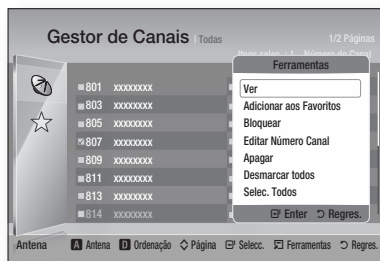 Gestor de Canais Todas
1/2 Páginas
Itens selec. : 1 Número do Canal
Ferramentas
801 xxxxxxxx
803 xxxxxxxx
805 xxxxxxxx
807 xxxxxxxx
809 xxxxxxxx
811 xxxxxxxx
813 xxxxxxxx
814 xxxxxxxx
Ver
Adicionar aos Favoritos
Bloquear
Editar Número Canal
Apagar
Desmarcar todos
Selec. Todos
Enter Regres.
Antena A Antena D Ordenação Página Selecc. Ferramentas Regres.